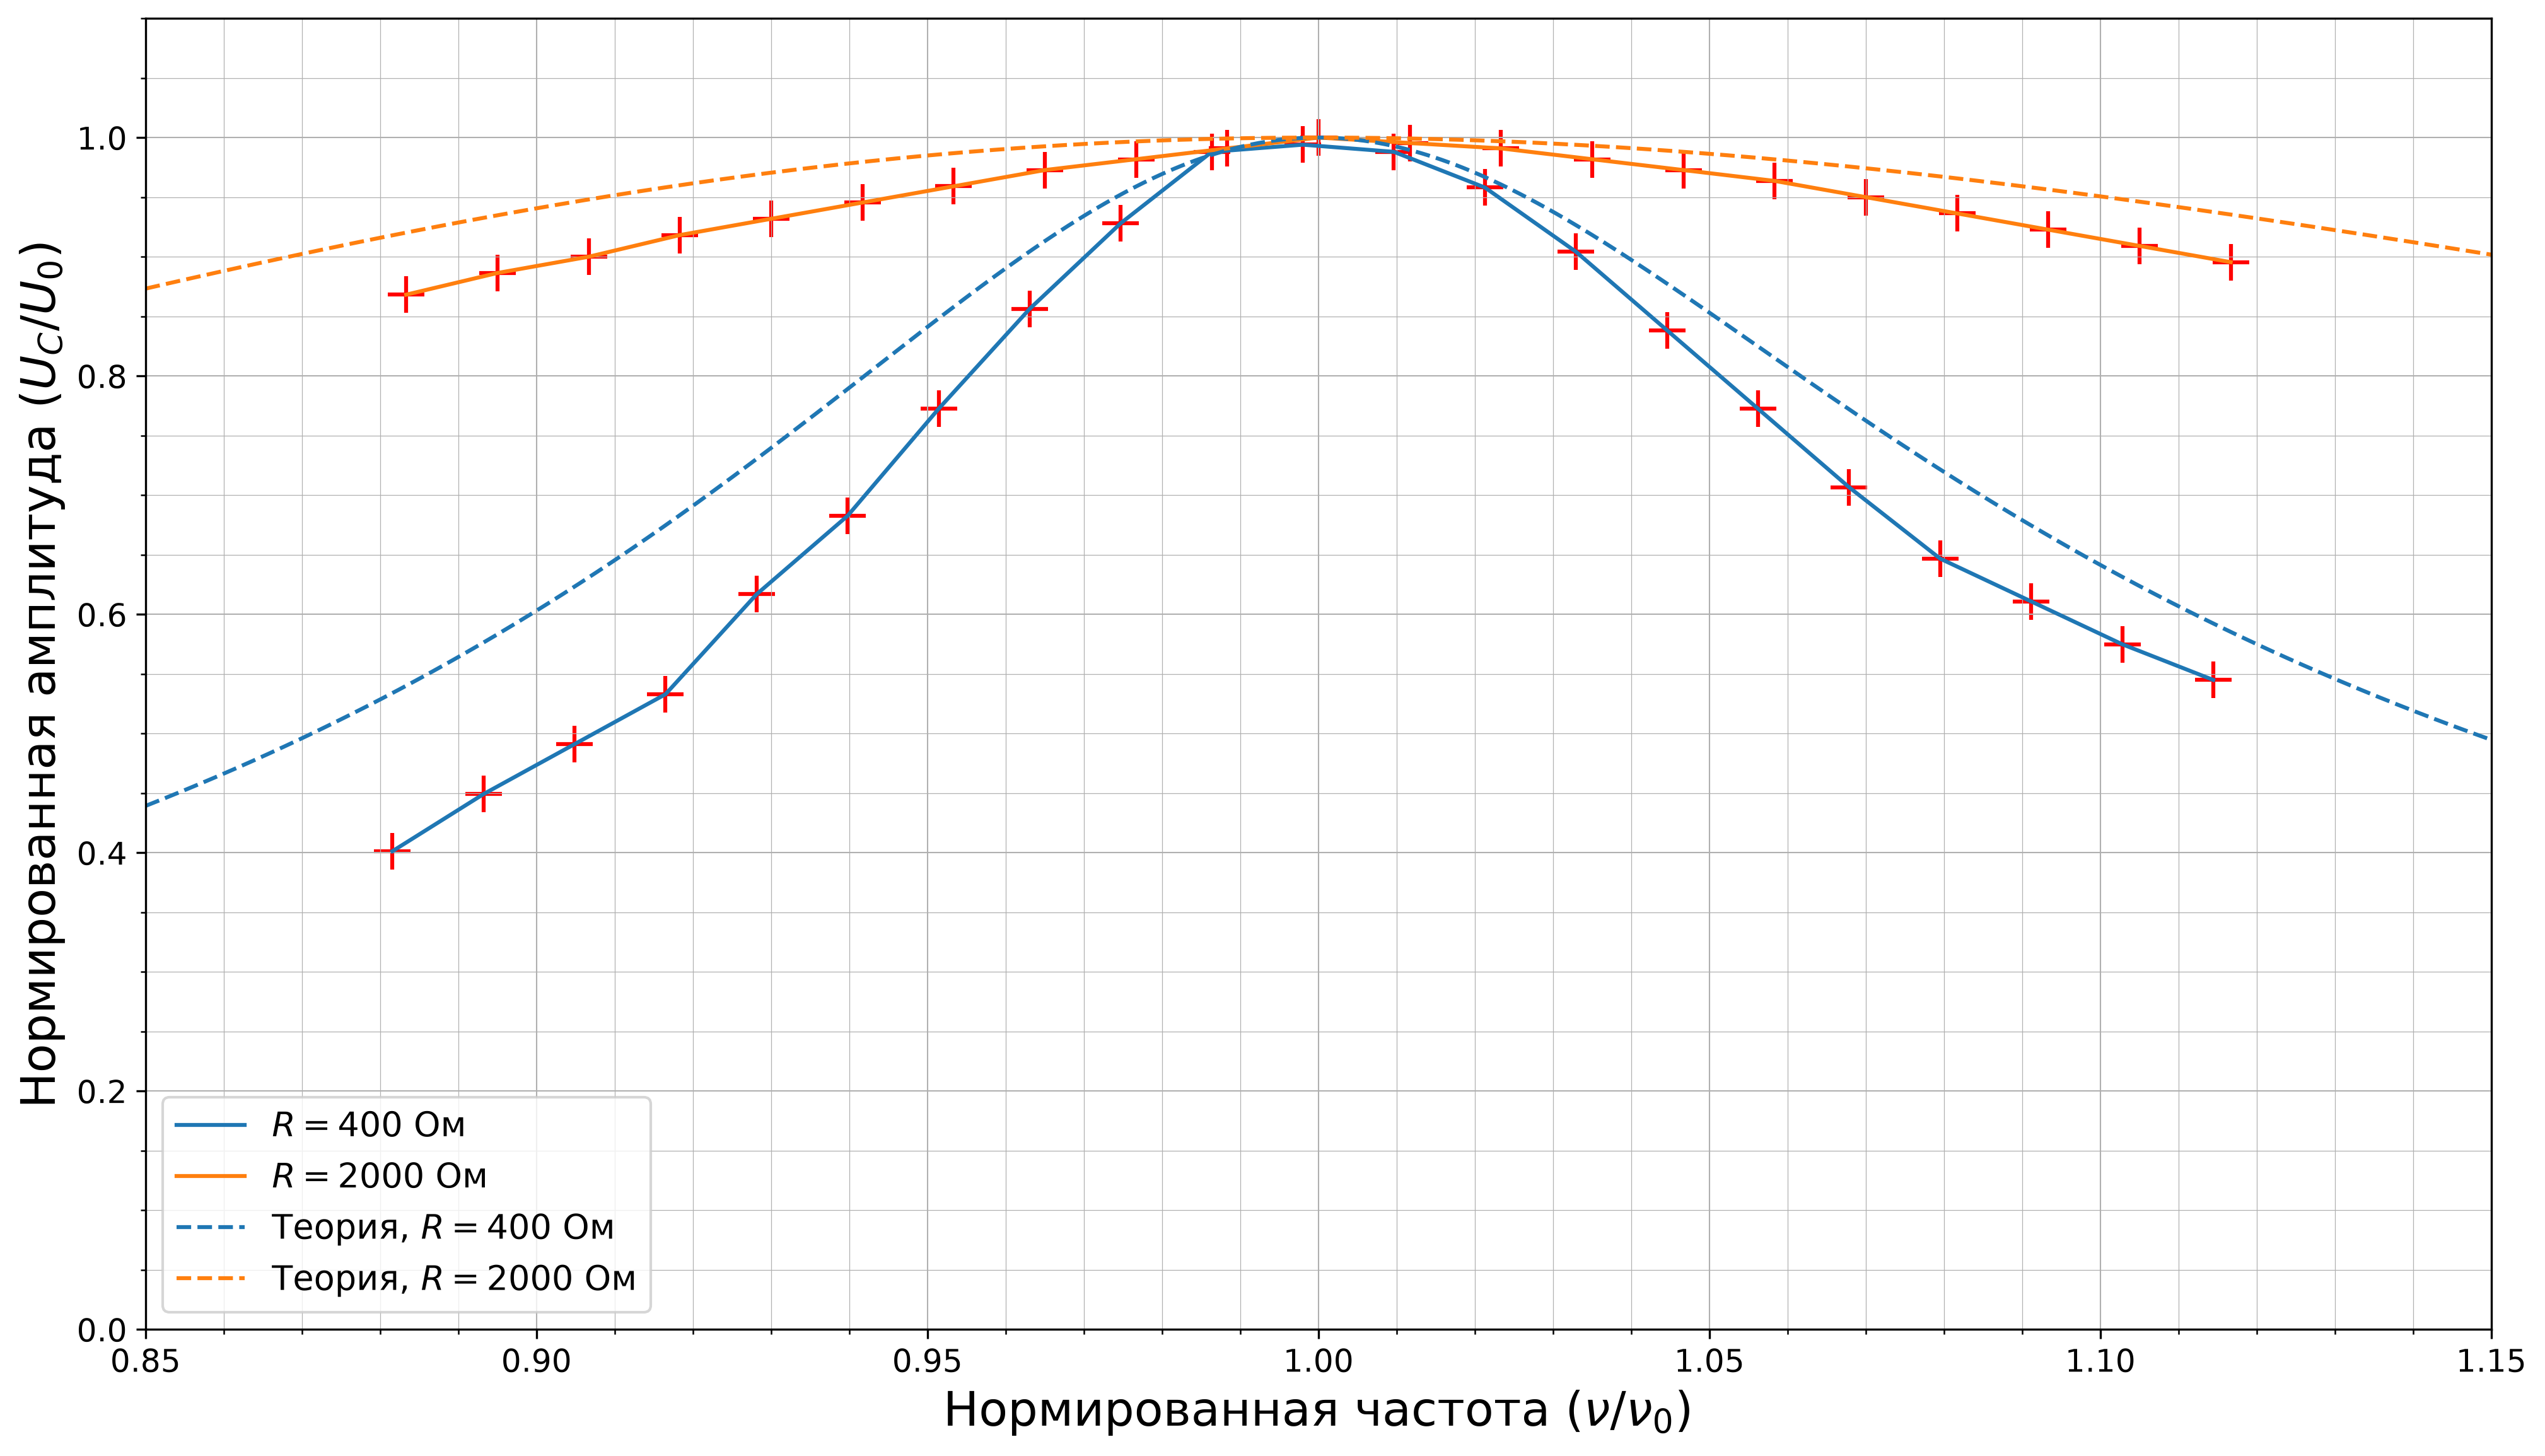 Нормированная амплитуда (U_C/U_0)
1.0
0.8
0.6
0.4
0.2
0.0
R = 400 Ом
R = 2000 Ом
Теория, R = 400 Ом
Теория, R = 2000 Ом
0.85 0.90 0.95 1.00 1.05 1.10 1.15
Нормированная частота (ν/ν_0)